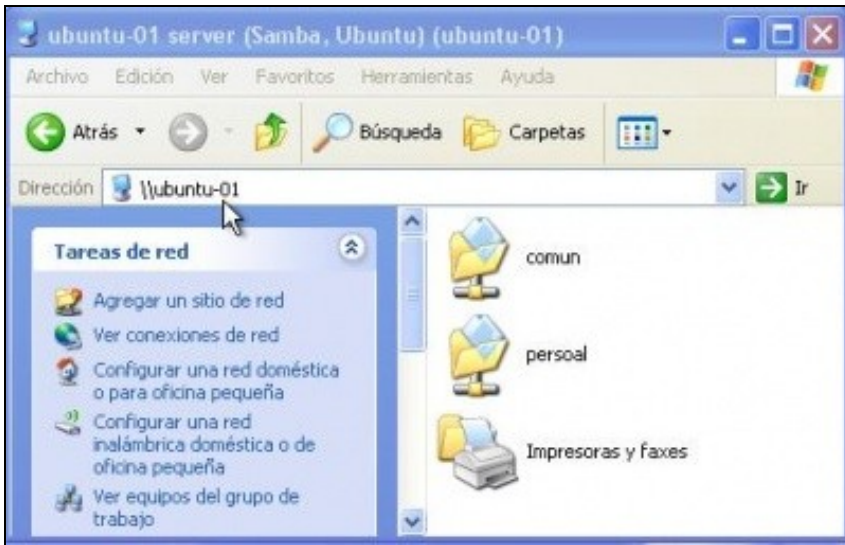 ubuntu-01 server (Samba, Ubuntu) (ubuntu-01)
Archivo Edición Ver Favoritos Herramientas Ayuda
Atrás Búsqueda Carpetas
Dirección \\ubuntu-01 Ir
Tareas de red
Agregar un sitio de red
Ver conexiones de red
Configurar una red doméstica
o para oficina pequeña
Configurar una red
inalámbrica doméstica o de
oficina pequeña
Ver equipos del grupo de
trabajo
comun
persoal
Impresoras y faxes